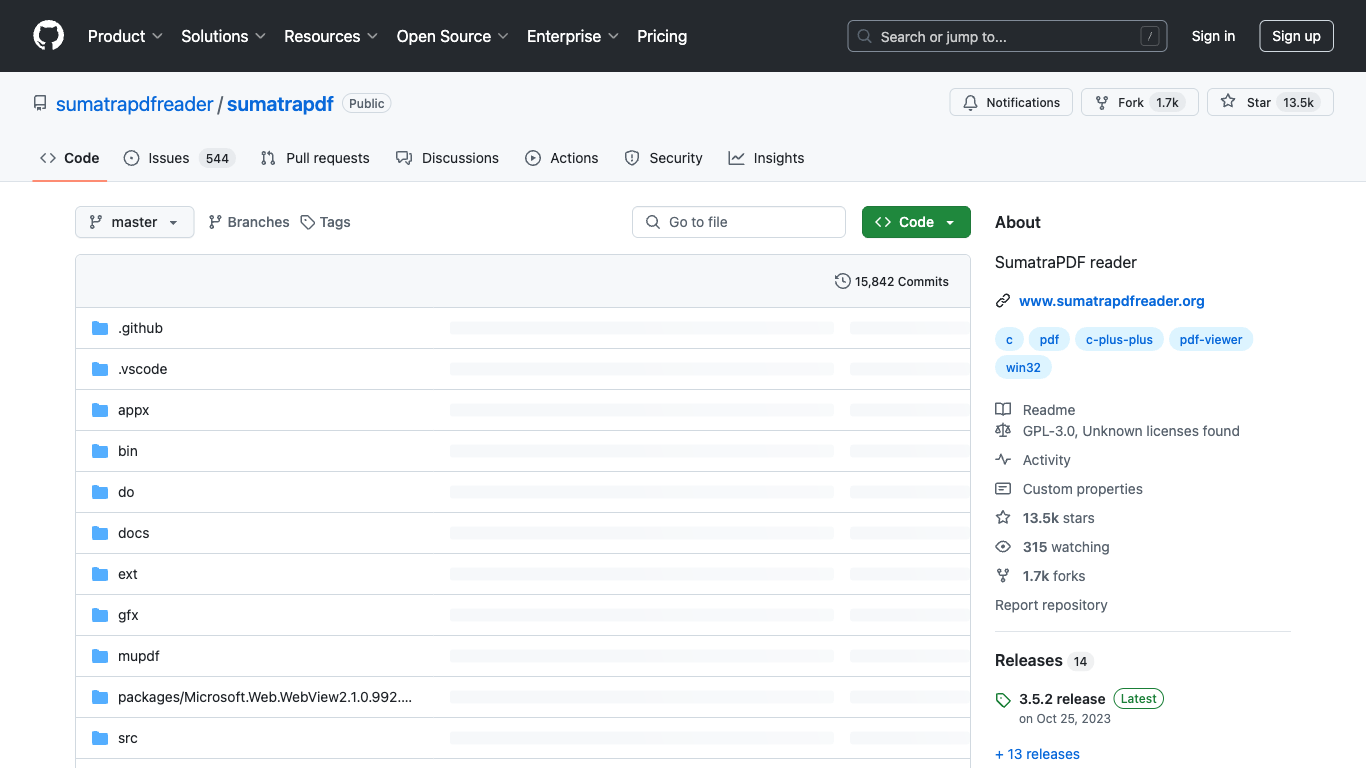 Product Solutions Resources Open Source Enterprise Pricing Search or jump to... / Sign in Sign up
sumatrapdfreader / sumatrapdf Public Notifications Fork 1.7k Star 13.5k
Code Issues 544 Pull requests Discussions Actions Security Insights
master Branches Tags Go to file Code
15,842 Commits
.github
.vscode
appx
bin
do
docs
ext
gfx
mupdf
packages/Microsoft.Web.WebView2.1.0.992....
src
About
SumatraPDF reader
www.sumatrapdfreader.org
c pdf c-plus-plus pdf-viewer
win32
Readme
GPL-3.0, Unknown licenses found
Activity
Custom properties
13.5k stars
315 watching
1.7k forks
Report repository
Releases 14
3.5.2 release Latest
on Oct 25, 2023
+ 13 releases